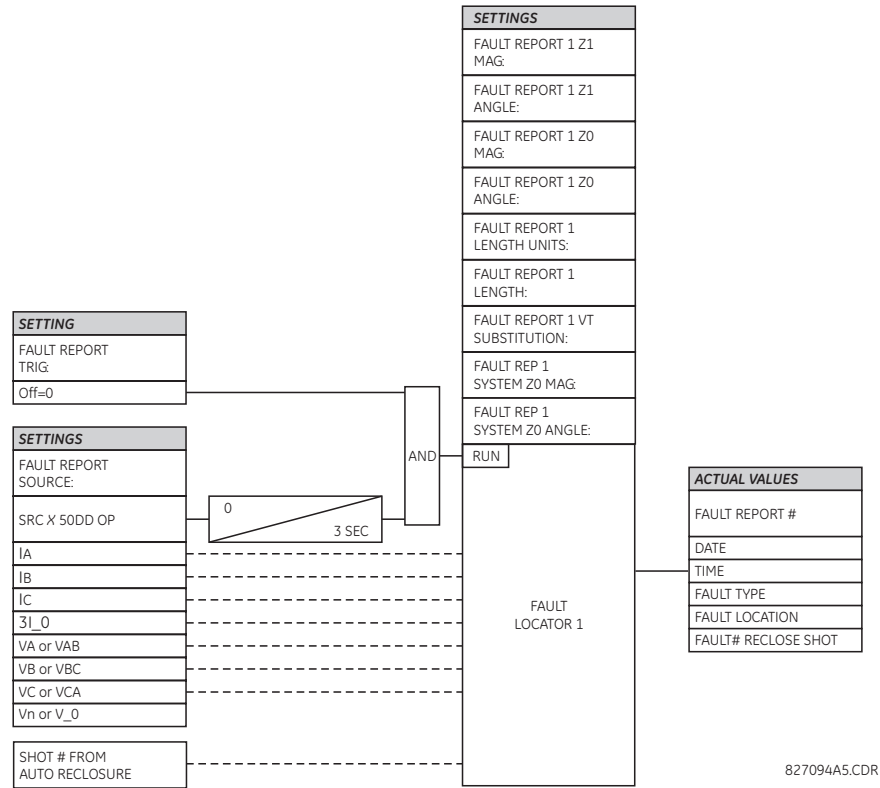 SETTINGS
FAULT REPORT 1 Z1
MAG:
FAULT REPORT 1 Z1
ANGLE:
FAULT REPORT 1 Z0
MAG:
FAULT REPORT 1 Z0
ANGLE:
FAULT REPORT 1
LENGTH UNITS:
FAULT REPORT 1
LENGTH:
FAULT REPORT 1 VT
SUBSTITUTION:
FAULT REP 1
SYSTEM Z0 MAG:
FAULT REP 1
SYSTEM Z0 ANGLE:
SETTING
FAULT REPORT
TRIG:
Off=0
SETTINGS
FAULT REPORT
SOURCE:
SRC X 50DD OP
IA
IB
IC
3I_0
VA or VAB
VB or VBC
VC or VCA
Vn or V_0
SHOT # FROM
AUTO RECLOSURE
0
3 SEC
AND
RUN
FAULT
LOCATOR 1
ACTUAL VALUES
FAULT REPORT #
DATE
TIME
FAULT TYPE
FAULT LOCATION
FAULT# RECLOSE SHOT
827094A5.CDR